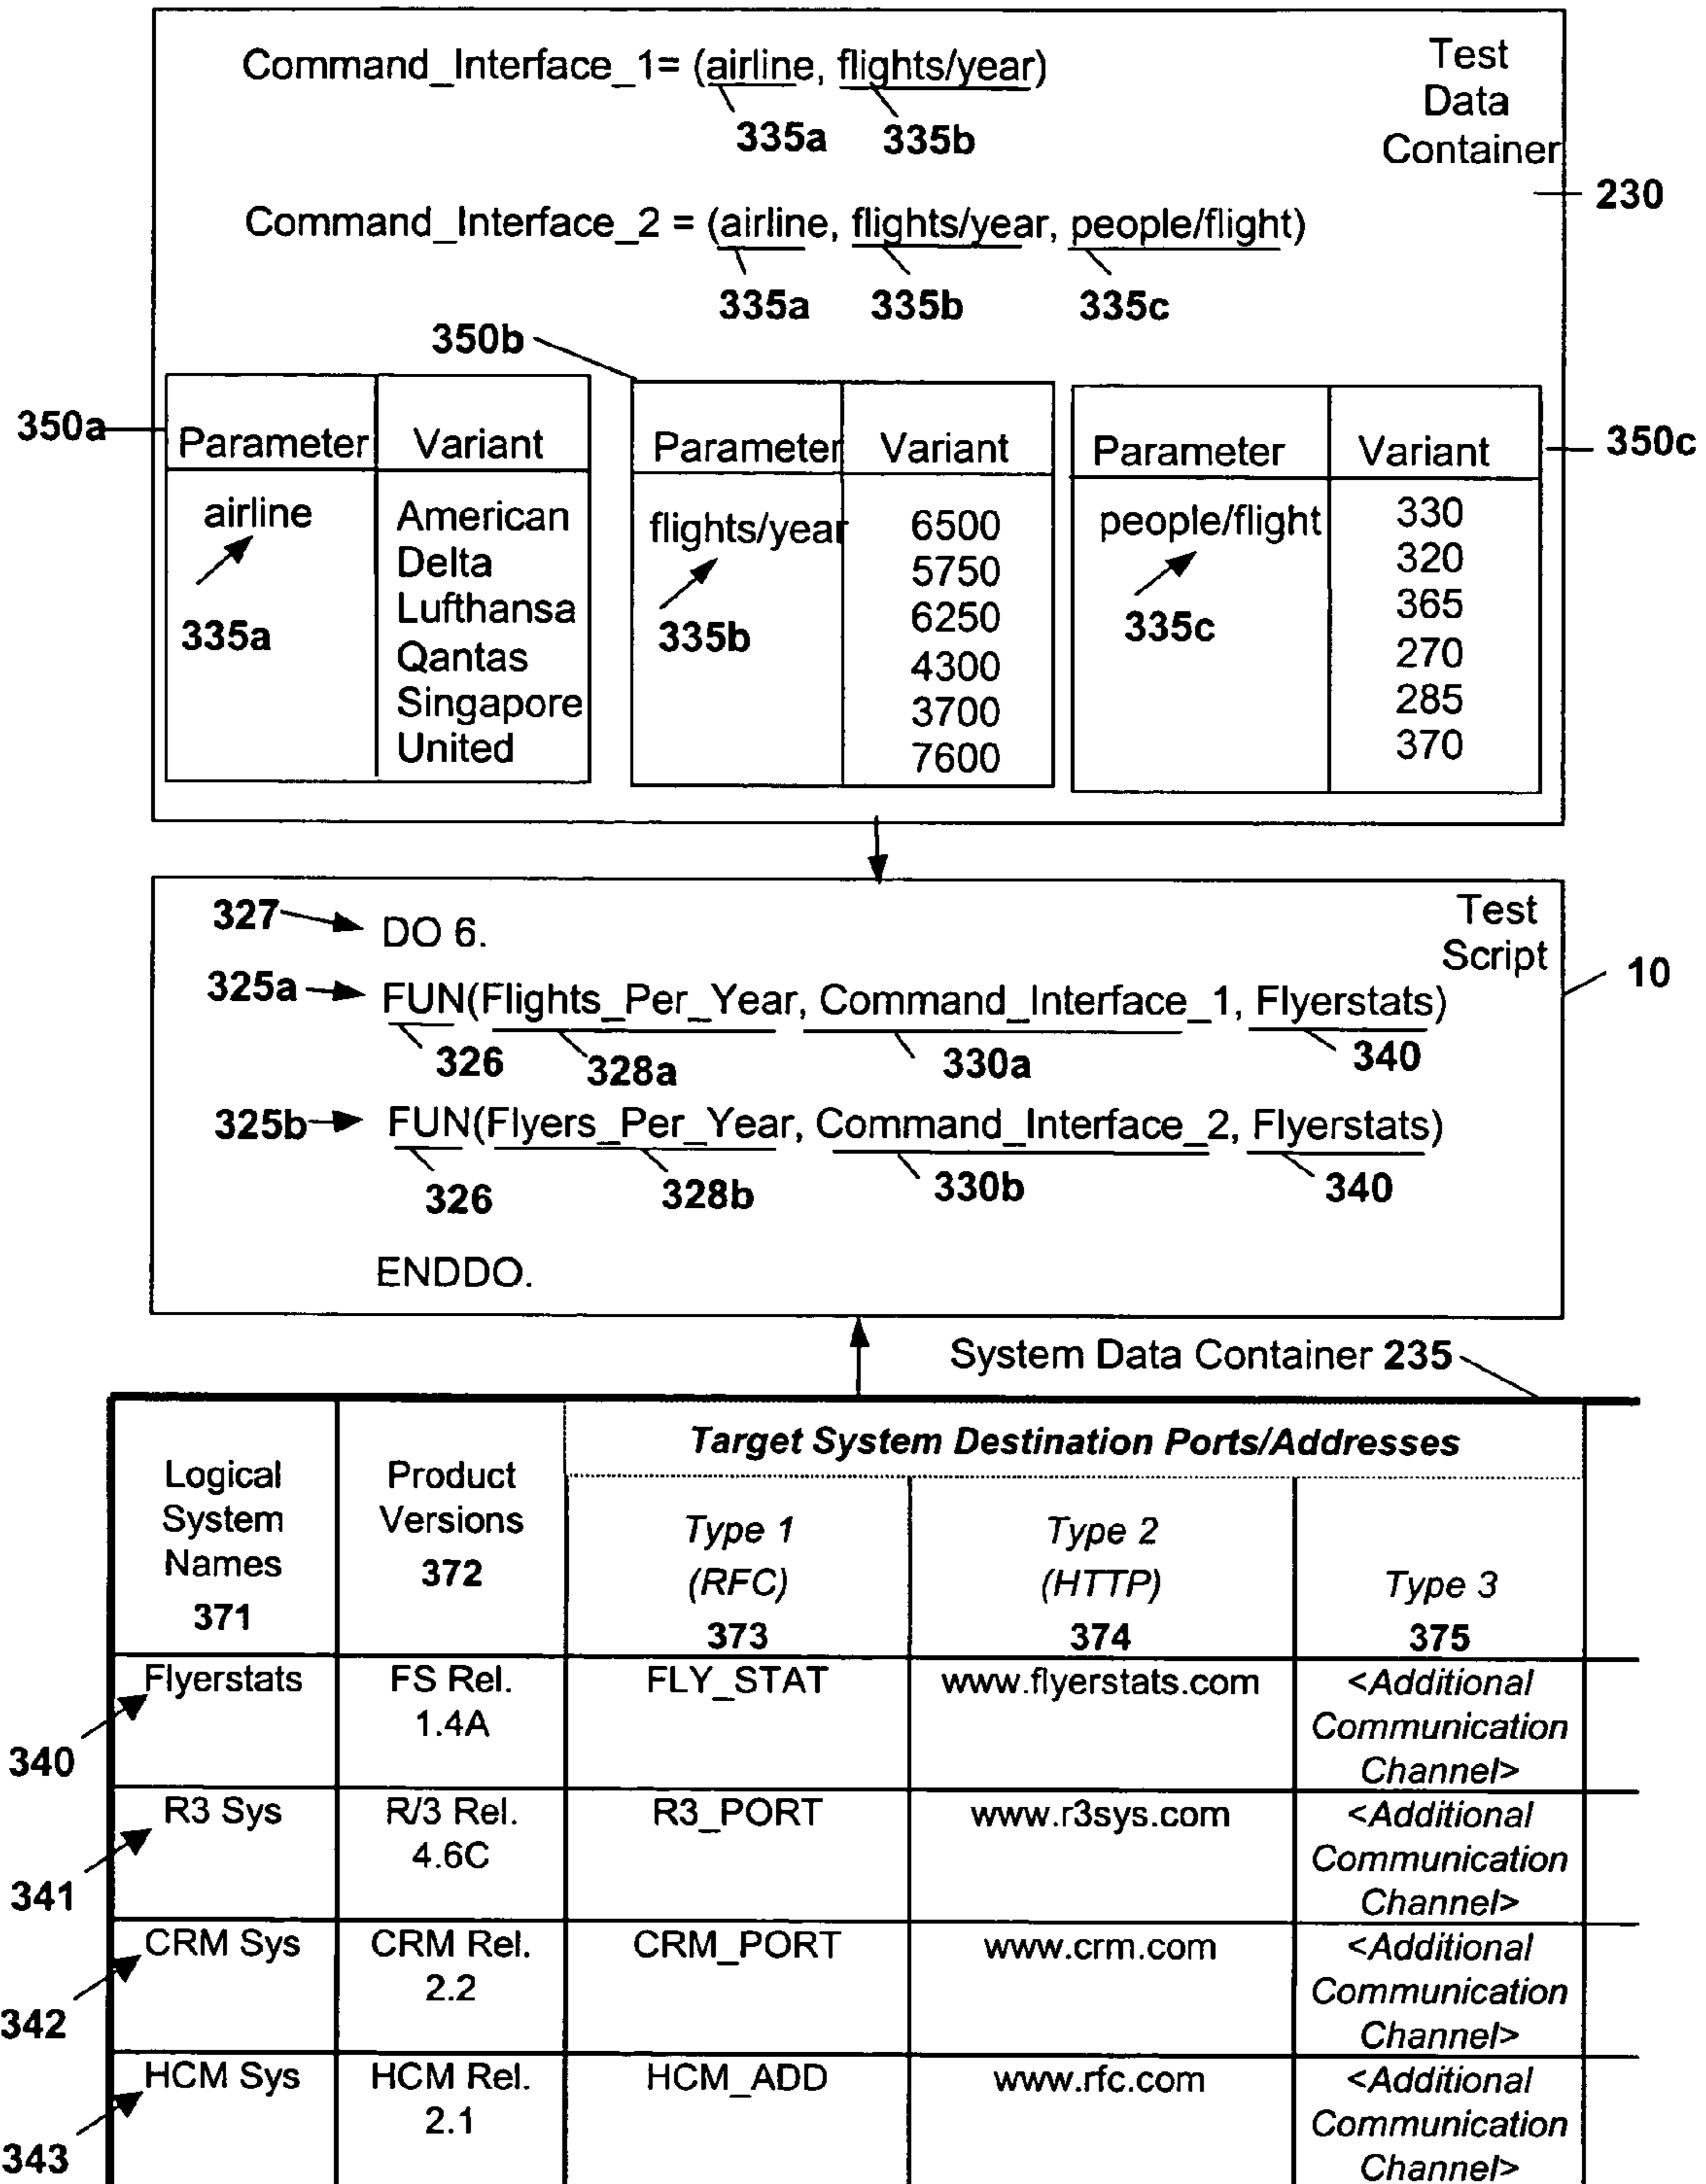 Command_Interface_1= (airline, flights/year)
335a 335b
Test
Data
Container
230
Command_Interface_2 = (airline, flights/year, people/flight)
335a 335b 335c
350b
350a
Parameter Variant
airline
335a
American
Delta
Lufthansa
Qantas
Singapore
United
Parameter Variant
flights/year
335b
6500
5750
6250
4300
3700
7600
Parameter Variant
350c
people/flight
335c
330
320
365
270
285
370
Test
Script
10
327 DO 6.
325a FUN(Flights_Per_Year, Command_Interface_1, Flyerstats)
326 328a 330a 340
325b FUN(Flyers_Per_Year, Command_Interface_2, Flyerstats)
326 328b 330b 340
ENDDO.
System Data Container 235
Logical
System
Names
371
Product
Versions
372
Target System Destination Ports/Addresses
Type 1
(RFC)
373
Type 2
(HTTP)
374
Type 3
375
340
Flyerstats
FS Rel.
1.4A
FLY_STAT
www.flyerstats.com
<Additional
Communication
Channel>
341
R3 Sys
R/3 Rel.
4.6C
R3_PORT
www.r3sys.com
<Additional
Communication
Channel>
342
CRM Sys
CRM Rel.
2.2
CRM_PORT
www.crm.com
<Additional
Communication
Channel>
343
HCM Sys
HCM Rel.
2.1
HCM_ADD
www.rfc.com
<Additional
Communication
Channel>